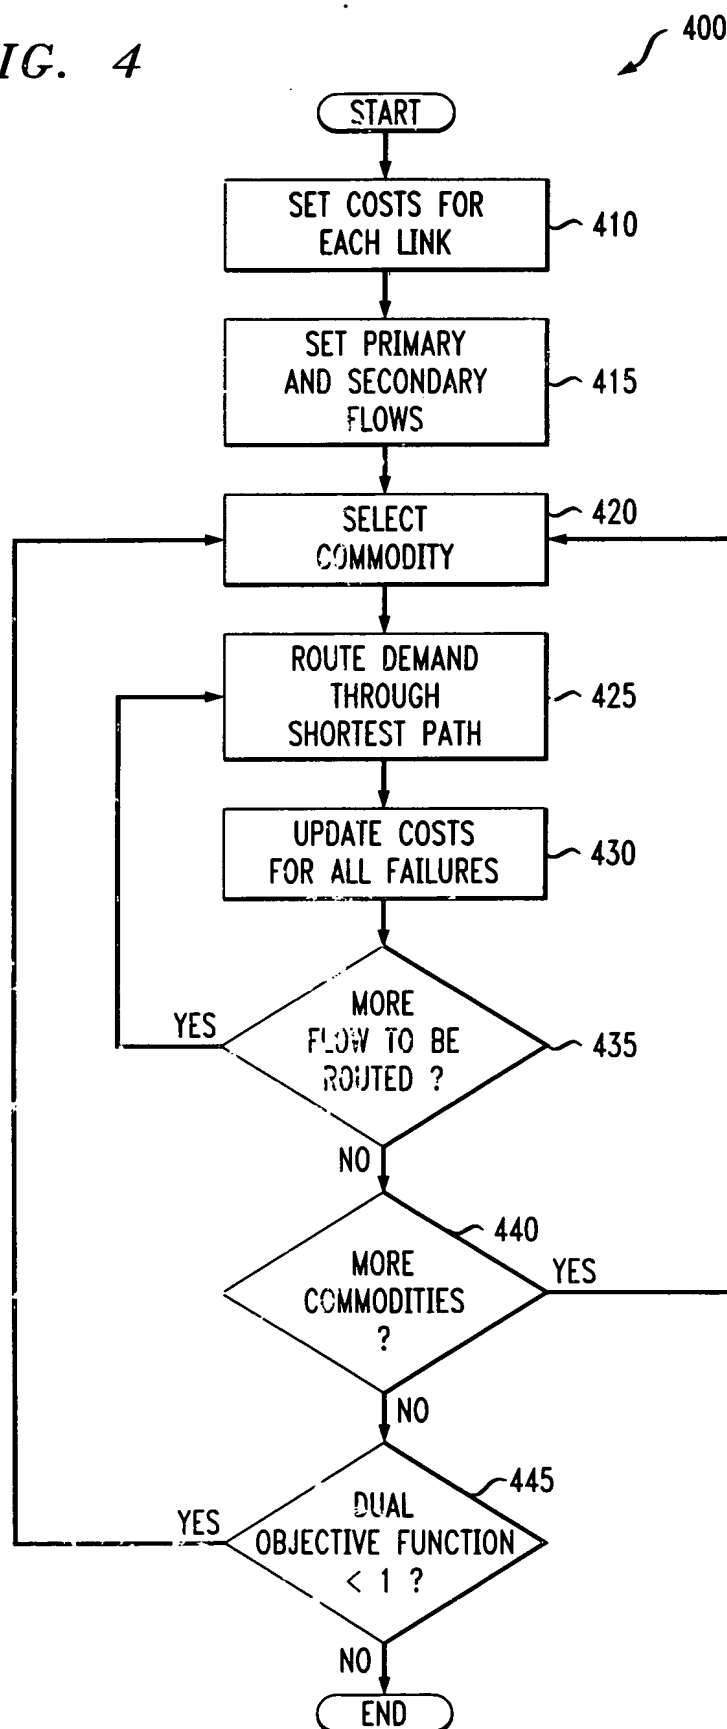 IG. 4
400
START
SET COSTS FOR
EACH LINK
410
SET PRIMARY
AND SECONDARY
FLOWS
415
SELECT
COMMODITY
420
ROUTE DEMAND
THROUGH
SHORTEST PATH
425
UPDATE COSTS
FOR ALL FAILURES
430
MORE
FLOW TO BE
ROUTED ?
435
YES
NO
MORE
COMMODITIES
?
440
YES
NO
DUAL
OBJECTIVE FUNCTION
< 1 ?
445
YES
NO
END